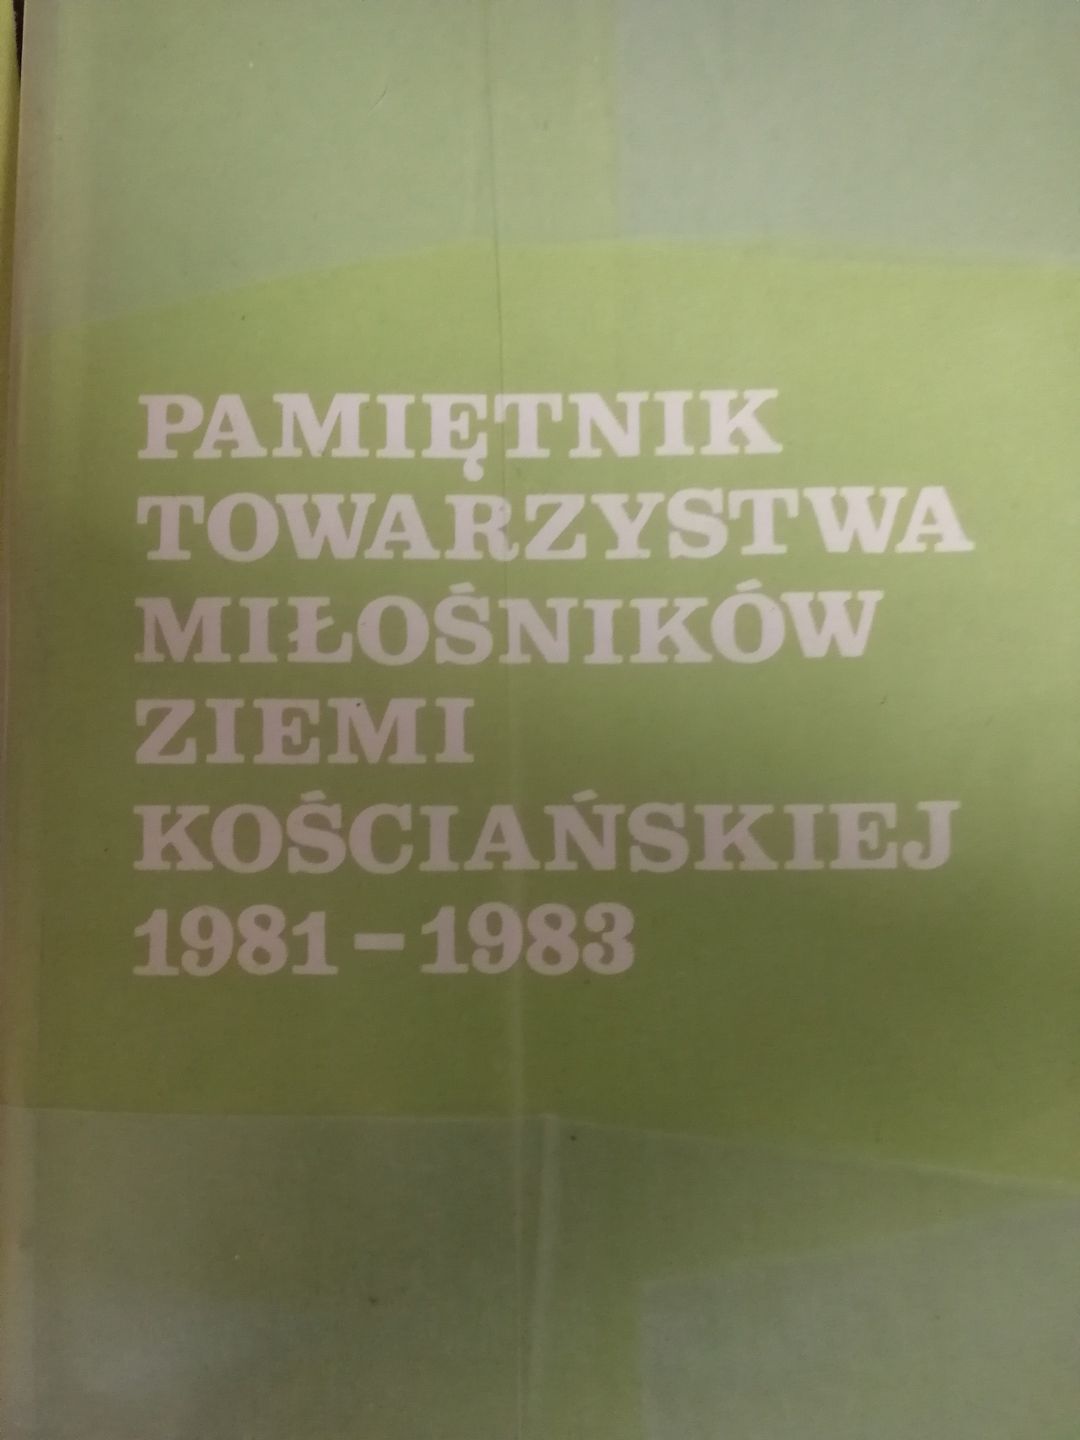 PAMIĘTNIK
TOWARZYSTWA
MIŁOŚNIKÓW
ZIEMI
KOŚCIAŃSKIEJ
1981-1983